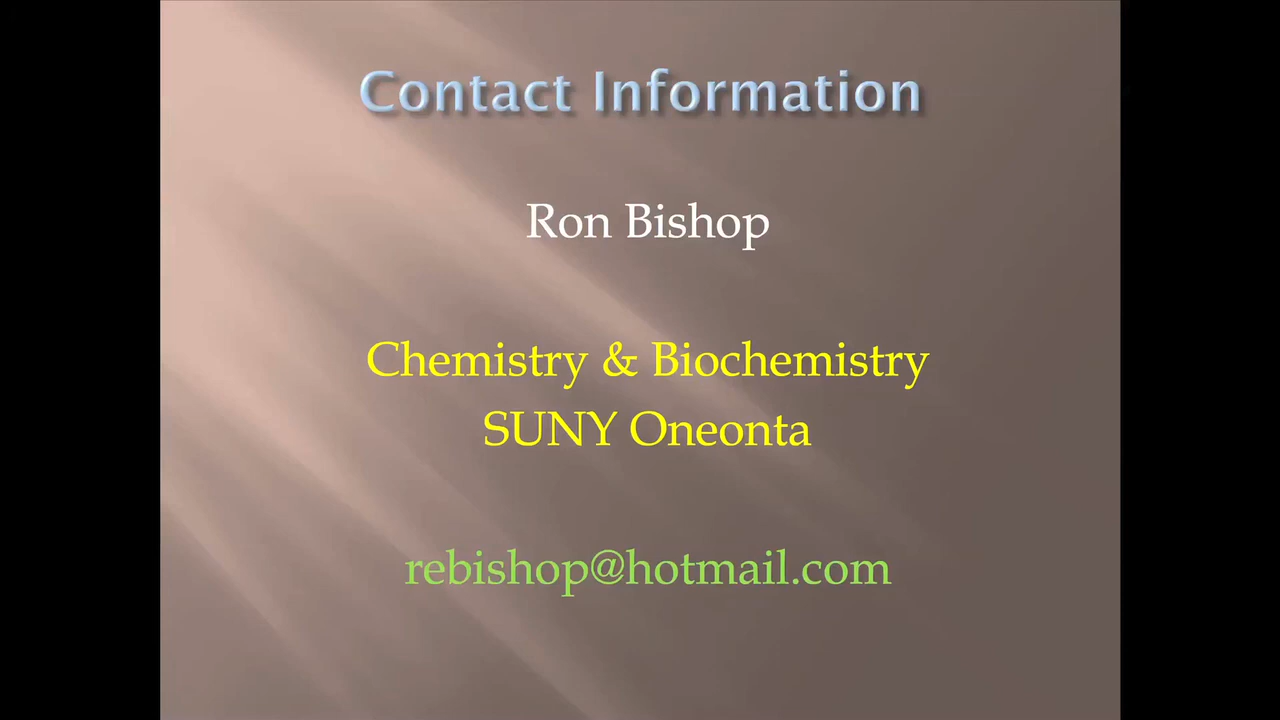 Contact Information
Ron Bishop
Chemistry & Biochemistry
SUNY Oneonta
rebishop@hotmail.com